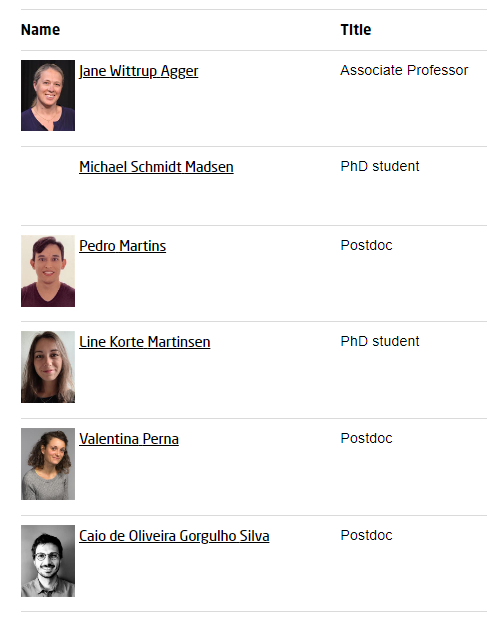 Name Title
Jane Wittrup Agger Associate Professor
Michael Schmidt Madsen PhD student
Pedro Martins Postdoc
Line Korte Martinsen PhD student
Valentina Perna Postdoc
Caio de Oliveira Gorgulho Silva Postdoc